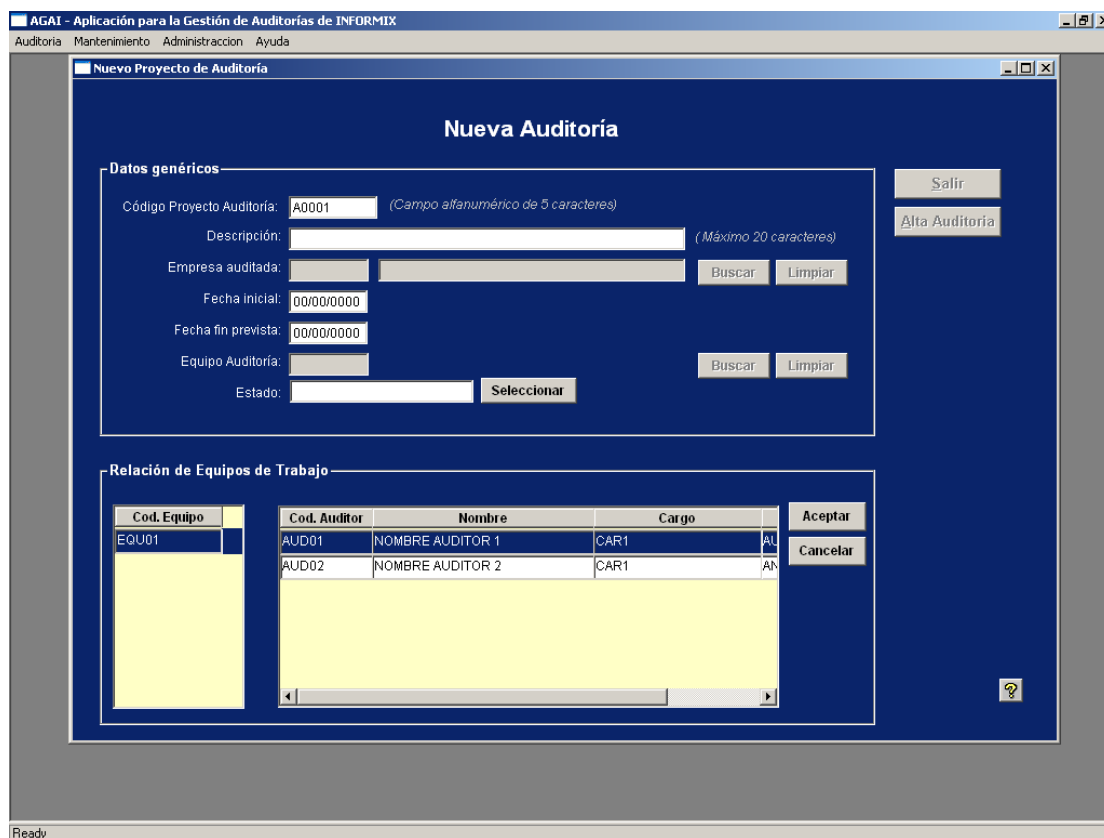 AGAI - Aplicación para la Gestión de Auditorías de INFORMIX
Auditoria Mantenimiento Administraccion Ayuda
Nuevo Proyecto de Auditoría
Nueva Auditoría
Datos genéricos
Salir
Alta Auditoria
Código Proyecto Auditoría: A0001 (Campo alfanumérico de 5 caracteres)
Descripción: (Máximo 20 caracteres)
Empresa auditada: Buscar Limpiar
Fecha inicial: 00/00/0000
Fecha fin prevista: 00/00/0000
Equipo Auditoría: Buscar Limpiar
Estado: Seleccionar
Relación de Equipos de Trabajo
Cod. Equipo Cod. Auditor Nombre Cargo Aceptar
EQU01 AUD01 NOMBRE AUDITOR 1 CAR1 AU
Cancelar
AUD02 NOMBRE AUDITOR 2 CAR1 AN
?
Ready